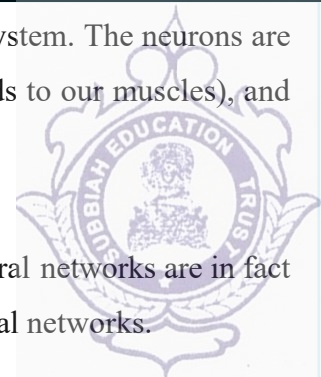 ystem. The neurons are
ls to our muscles), and
SUBBIAH EDUCATION TRUST
ral networks are in fact
al networks.